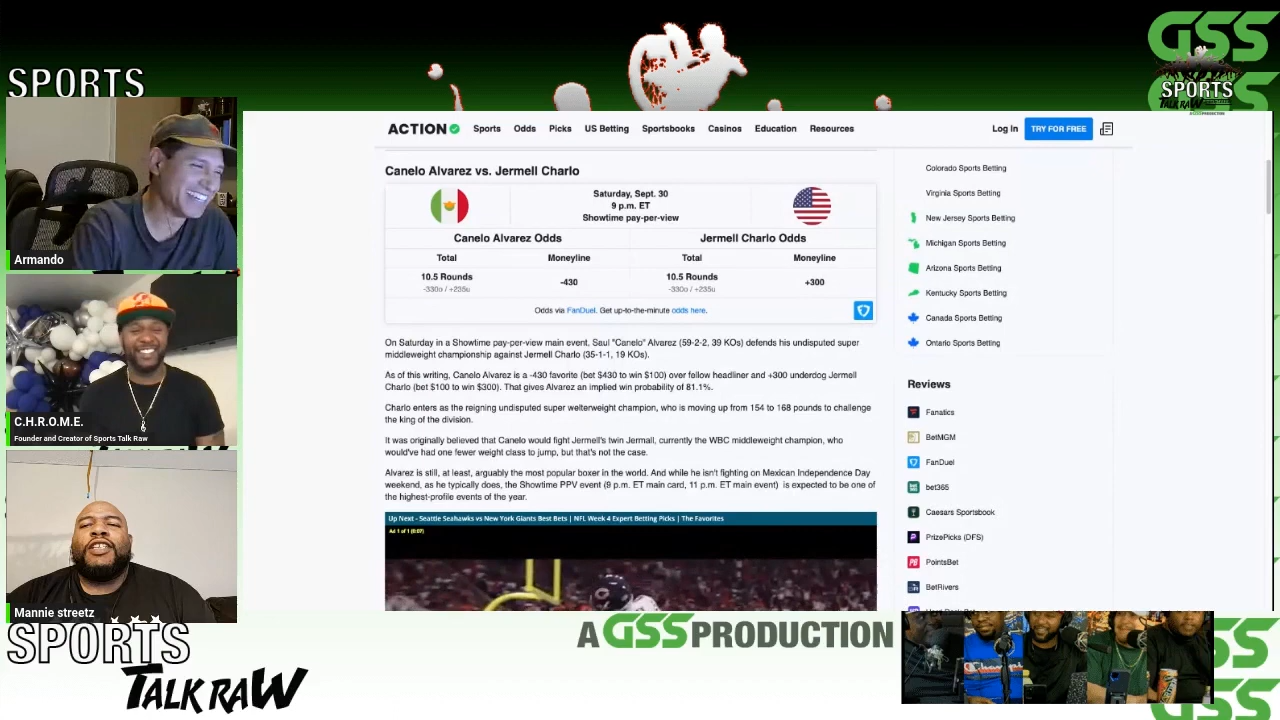 SPORTS
Armando
C.H.R.O.M.E.
Founder and Creator of Sports Talk Raw
Mannie streetz
SPORTS
TALK RAW
GSS
SPORTS
TALK RAW
ACTION
Sports
Odds
Picks
US Betting
Sportsbooks
Casinos
Education
Resources
Log In
TRY FOR FREE
Canelo Alvarez vs. Jermell Charlo
Saturday, Sept. 30
9 p.m. ET
Showtime pay-per-view
Canelo Alvarez Odds
Jermell Charlo Odds
Total
Moneyline
Total
Moneyline
10.5 Rounds
-330o / +235u
-430
10.5 Rounds
-330o / +235u
+300
Odds via FanDuel. Get up-to-the-minute odds here.
On Saturday in a Showtime pay-per-view main event, Saul "Canelo" Alvarez (59-2-2, 39 KOs) defends his undisputed super
middleweight championship against Jermell Charlo (35-1-1, 19 KOs).
As of this writing, Canelo Alvarez is a -430 favorite (bet $430 to win $100) over fellow headliner and +300 underdog Jermell
Charlo (bet $100 to win $300). That gives Alvarez an implied win probability of 81.1%.
Charlo enters as the reigning undisputed super welterweight champion, who is moving up from 154 to 168 pounds to challenge
the king of the division.
It was originally believed that Canelo would fight Jermell's twin Jermall, currently the WBC middleweight champion, who
would've had one fewer weight class to jump, but that's not the case.
Alvarez is still, at least, arguably the most popular boxer in the world. And while he isn't fighting on Mexican Independence Day
weekend, as he typically does, the Showtime PPV event (9 p.m. ET main card, 11 p.m. ET main event) is expected to be one of
the highest-profile events of the year.
Up Next - Seattle Seahawks vs New York Giants Best Bets | NFL Week 4 Expert Betting Picks | The Favorites
Ad 1 of 1 (0:07)
Colorado Sports Betting
Virginia Sports Betting
New Jersey Sports Betting
Michigan Sports Betting
Arizona Sports Betting
Kentucky Sports Betting
Canada Sports Betting
Ontario Sports Betting
Reviews
Fanatics
BetMGM
FanDuel
bet365
Caesars Sportsbook
PrizePicks (DFS)
PointsBet
BetRivers
A GSS PRODUCTION